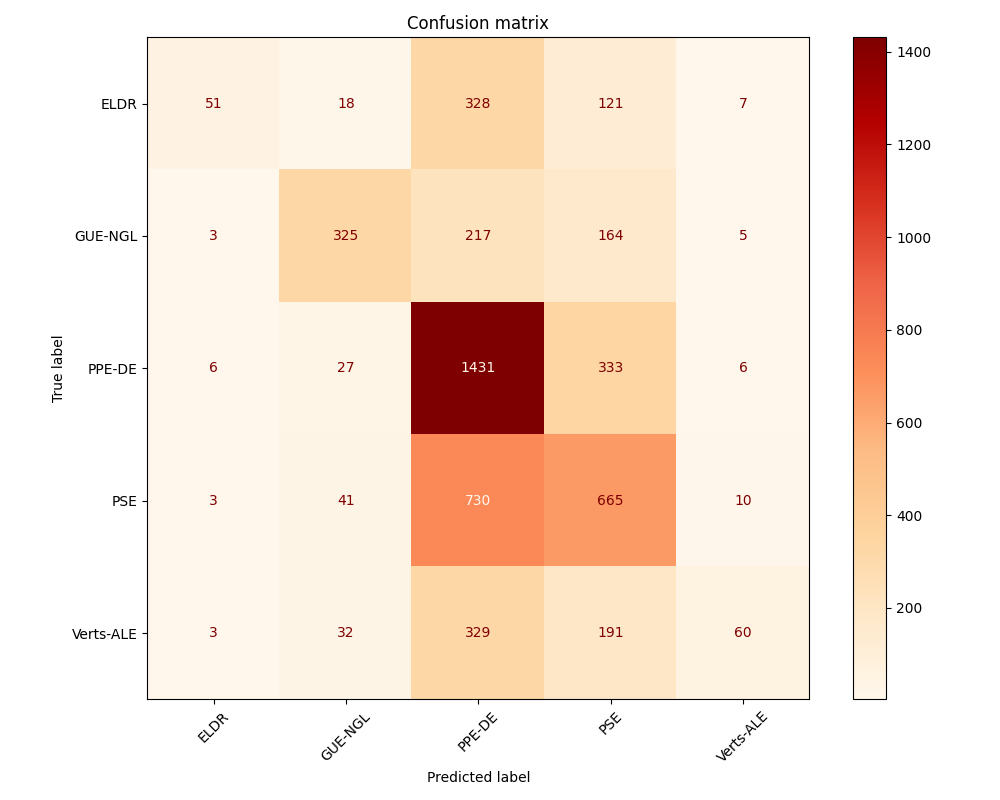 Confusion matrix
ELDR 51 18 328 121 7
GUE-NGL 3 325 217 164 5
PPE-DE 6 27 1431 333 6
PSE 3 41 730 665 10
Verts-ALE 3 32 329 191 60
ELDR GUE-NGL PPE-DE PSE Verts-ALE
Predicted label
True label
1400
1200
1000
800
600
400
200